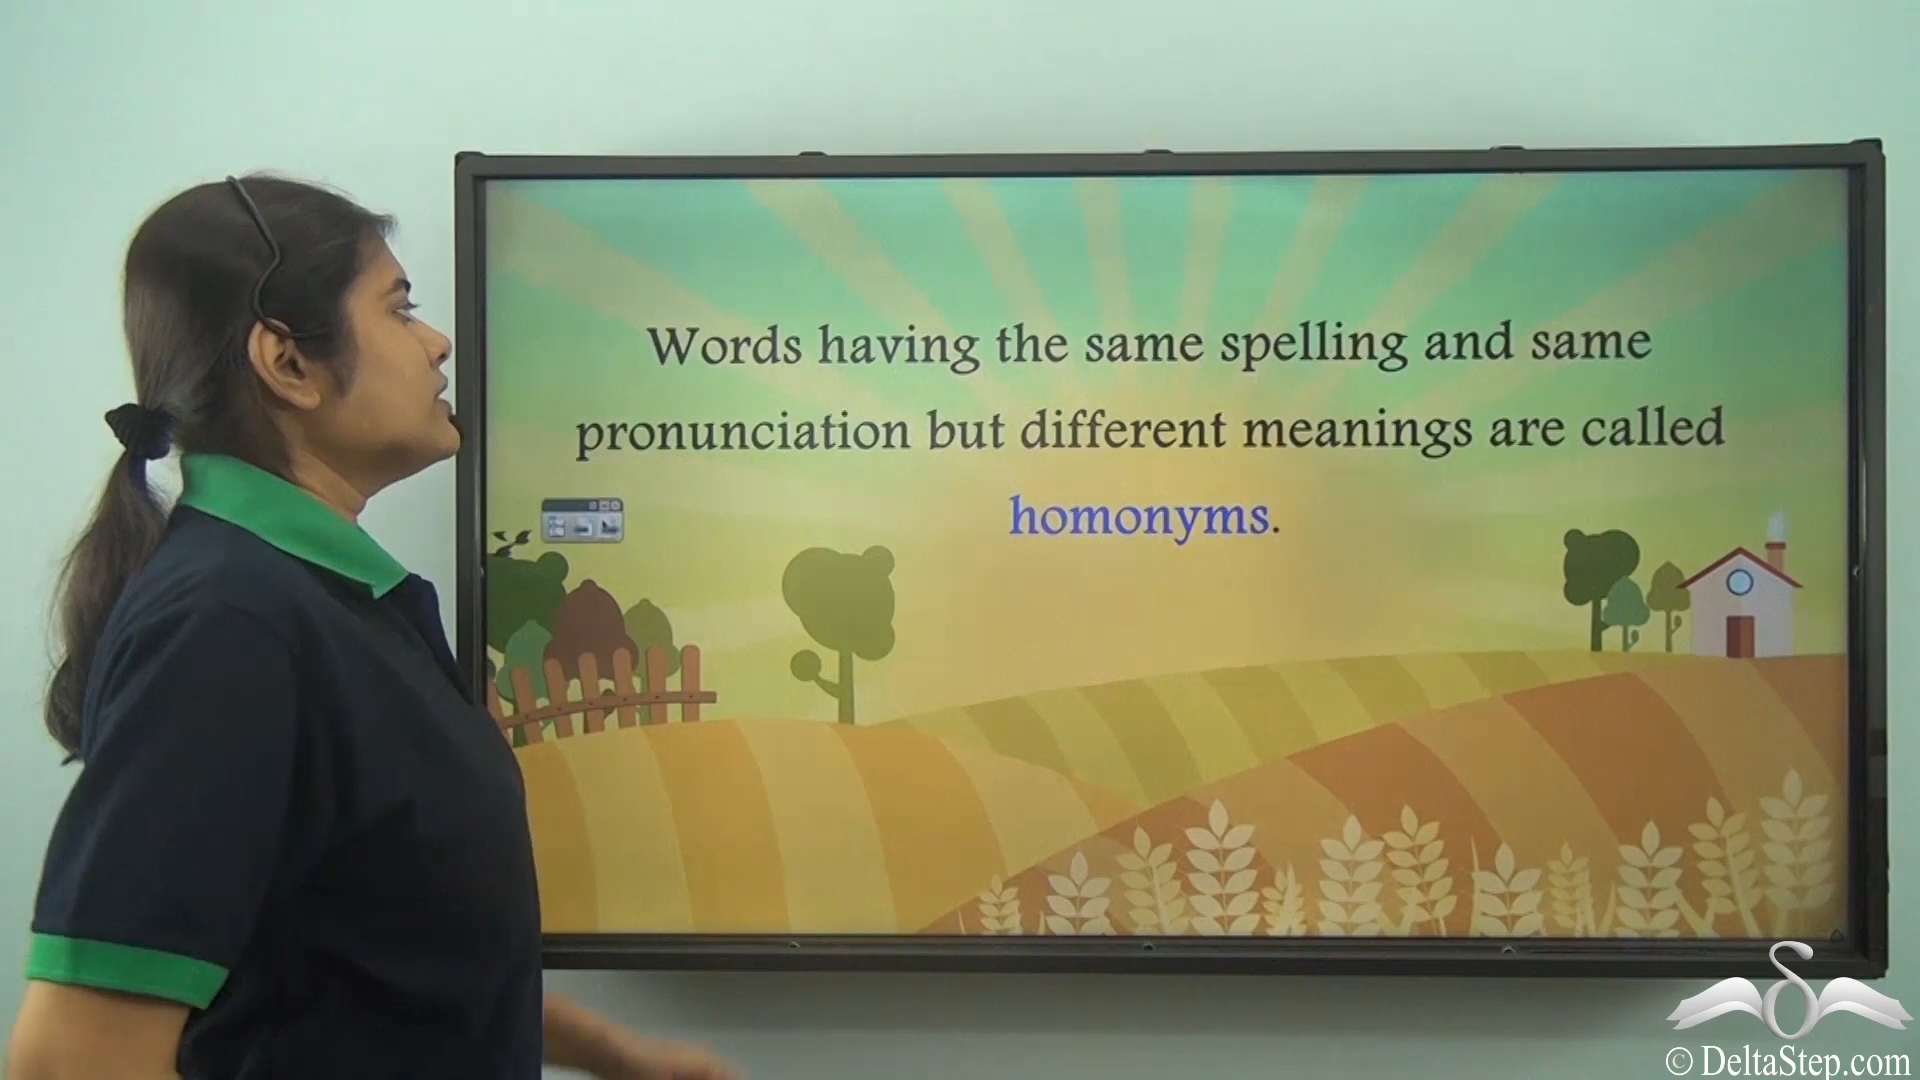 Words having the same spelling and same
pronunciation but different meanings are called
homonyms.
© DeltaStep.com